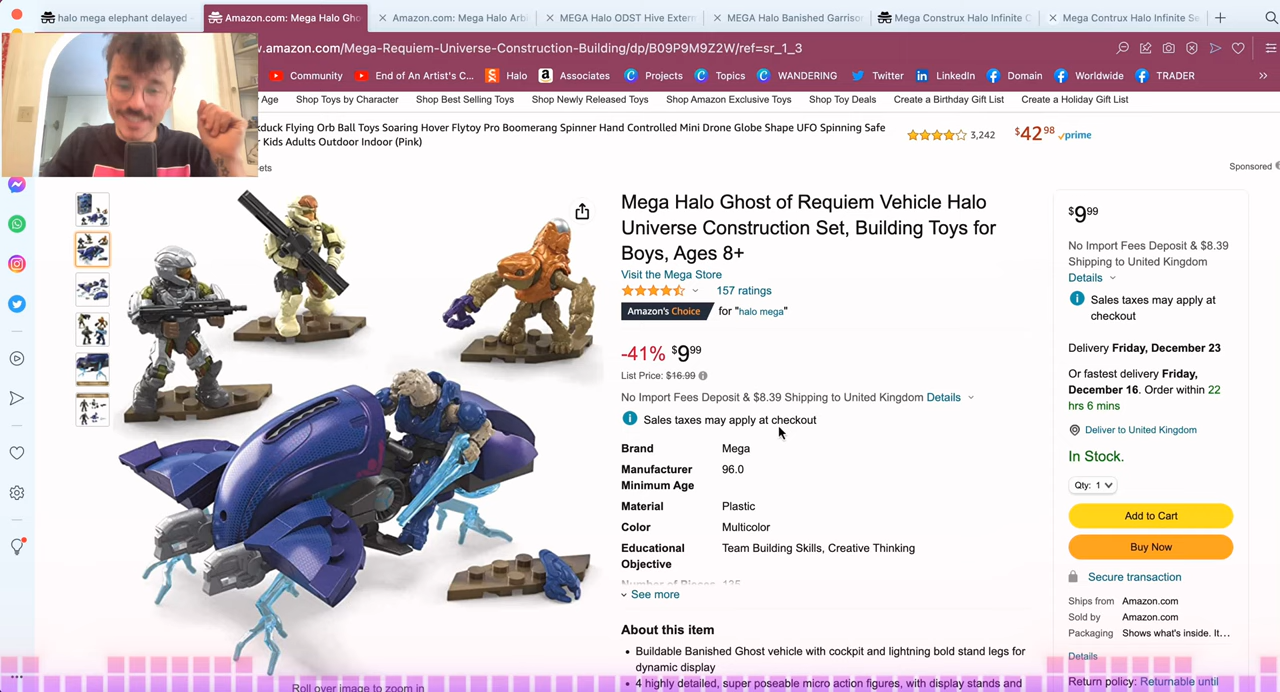 halo mega elephant delayed
Amazon.com: Mega Halo Gho
Amazon.com: Mega Halo Arbi
MEGA Halo ODST Hive Extern
MEGA Halo Banished Garriso
Mega Construx Halo Infinite C
Mega Contrux Halo Infinite Se
w.amazon.com/Mega-Requiem-Universe-Construction-Building/dp/B09P9M9Z2W/ref=sr_1_3
Community
End of An Artist's C...
Halo
Associates
Projects
Topics
WANDERING
Twitter
LinkedIn
Domain
Worldwide
TRADER
Age
Shop Toys by Character
Shop Best Selling Toys
Shop Newly Released Toys
Shop Amazon Exclusive Toys
Shop Toy Deals
Create a Birthday Gift List
Create a Holiday Gift List
kduck Flying Orb Ball Toys Soaring Hover Flytoy Pro Boomerang Spinner Hand Controlled Mini Drone Globe Shape UFO Spinning Safe
Kids Adults Outdoor Indoor (Pink)
3,242
$42.98
prime
ets
Sponsored
Mega Halo Ghost of Requiem Vehicle Halo
Universe Construction Set, Building Toys for
Boys, Ages 8+
Visit the Mega Store
157 ratings
Amazon's Choice for "halo mega"
-41% $9.99
List Price: $16.99
No Import Fees Deposit & $8.39 Shipping to United Kingdom Details
Sales taxes may apply at checkout
Brand Mega
Manufacturer 96.0
Minimum Age
Material Plastic
Color Multicolor
Educational Team Building Skills, Creative Thinking
Objective
Number of Pieces 135
See more
About this item
• Buildable Banished Ghost vehicle with cockpit and lightning bold stand legs for
dynamic display
• 4 highly detailed, super poseable micro action figures, with display stands and
Roll over image to zoom in
$9.99
No Import Fees Deposit & $8.39
Shipping to United Kingdom
Details
Sales taxes may apply at
checkout
Delivery Friday, December 23
Or fastest delivery Friday,
December 16. Order within 22
hrs 6 mins
Deliver to United Kingdom
In Stock.
Qty: 1
Add to Cart
Buy Now
Secure transaction
Ships from Amazon.com
Sold by Amazon.com
Packaging Shows what's inside. It...
Details
Return policy: Returnable until